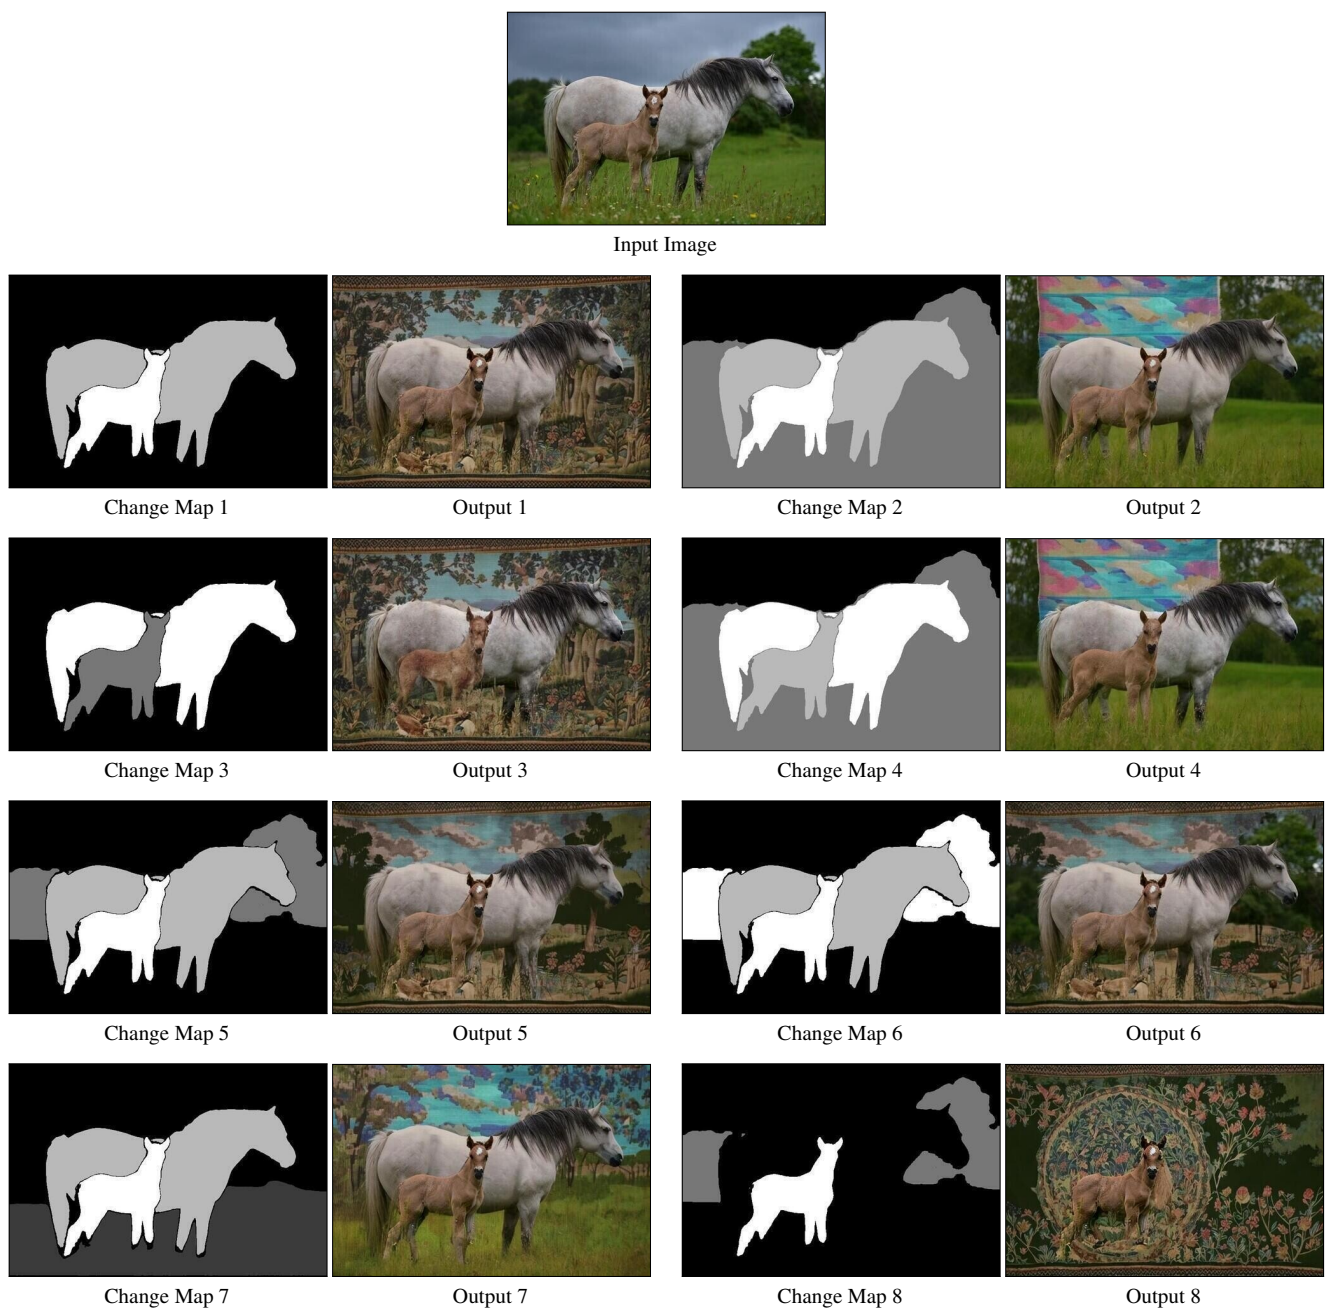 Input Image
Change Map 1
Output 1
Change Map 2
Output 2
Change Map 3
Output 3
Change Map 4
Output 4
Change Map 5
Output 5
Change Map 6
Output 6
Change Map 7
Output 7
Change Map 8
Output 8